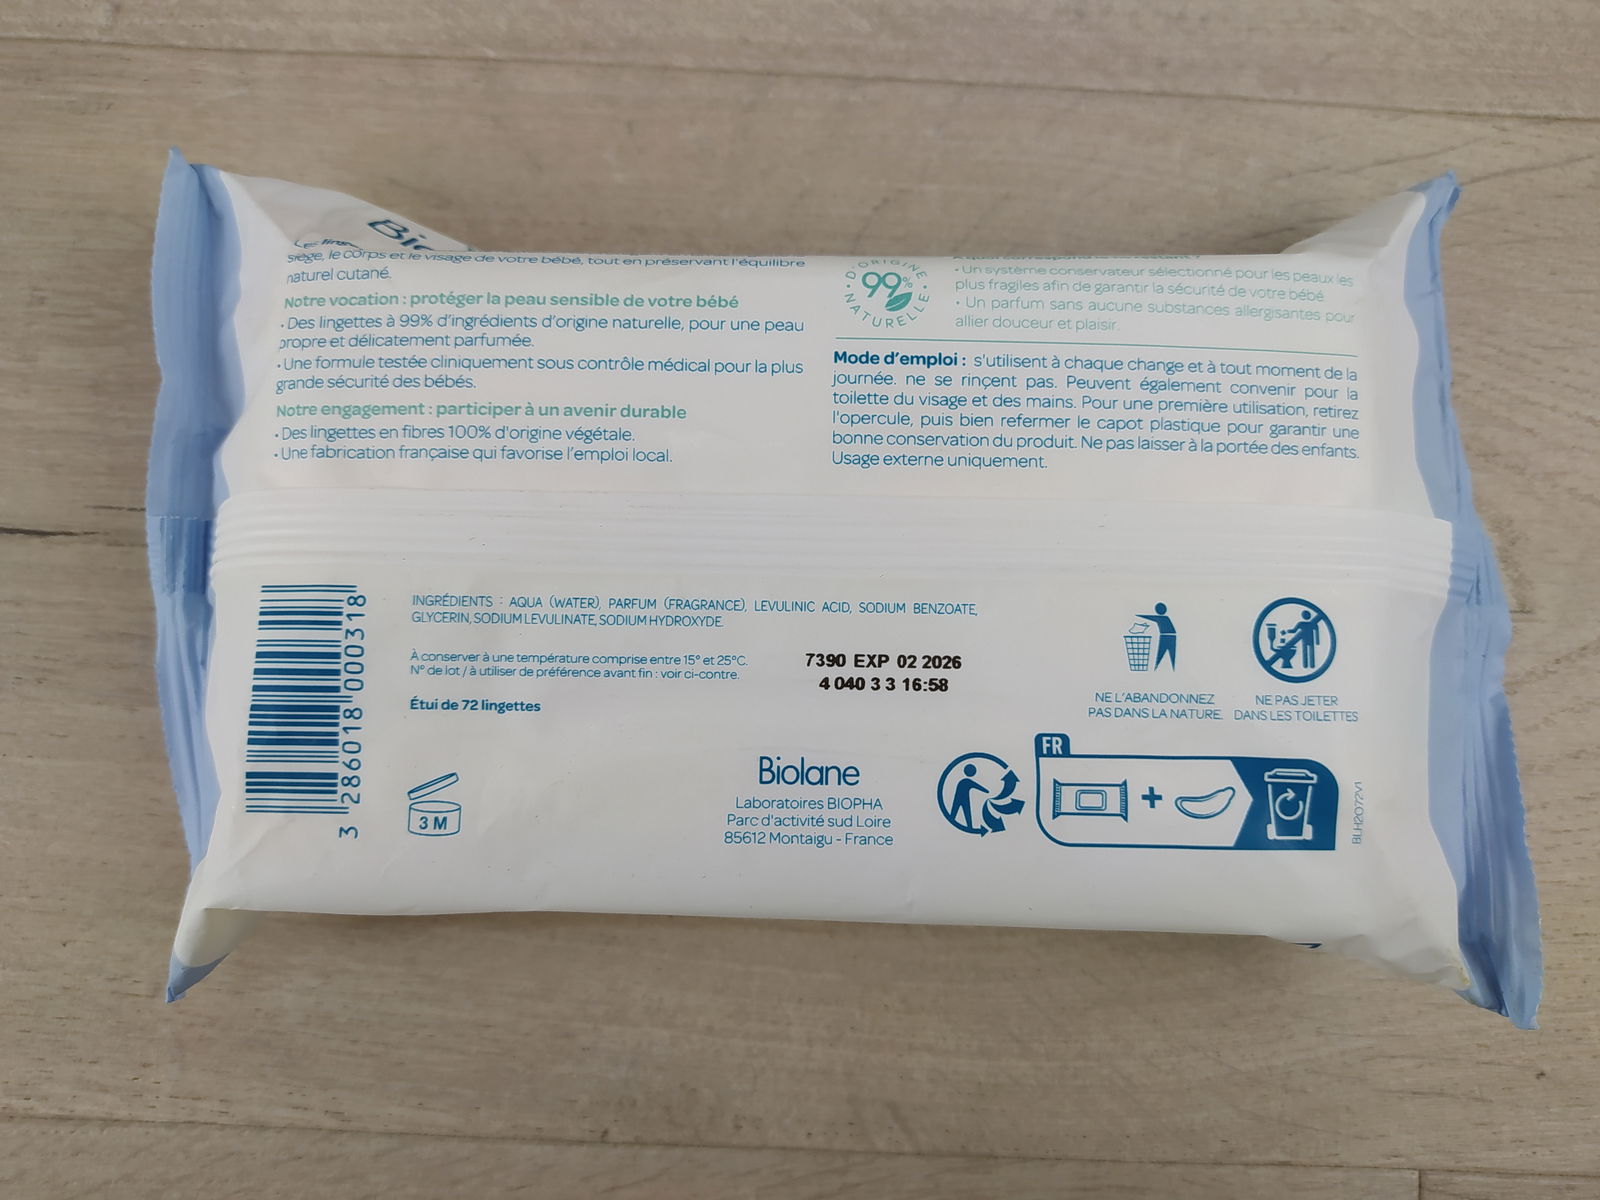 Bio
Les ling
siège, le corps et le visage de votre bébé, tout en préservant l'équilibre
naturel cutané.
Notre vocation : protéger la peau sensible de votre bébé
• Des lingettes à 99% d'ingrédients d'origine naturelle, pour une peau
propre et délicatement parfumée.
• Une formule testée cliniquement sous contrôle médical pour la plus
grande sécurité des bébés.
Notre engagement : participer à un avenir durable
• Des lingettes en fibres 100% d'origine végétale.
• Une fabrication française qui favorise l'emploi local.
D'ORIGINE
99%
NATURELLE
• Un système conservateur sélectionné pour les peaux les
plus fragiles afin de garantir la sécurité de votre bébé
• Un parfum sans aucune substances allergisantes pour
allier douceur et plaisir.
Mode d'emploi : s'utilisent à chaque change et à tout moment de la
journée. ne se rinçent pas. Peuvent également convenir pour la
toilette du visage et des mains. Pour une première utilisation, retirez
l'opercule, puis bien refermer le capot plastique pour garantir une
bonne conservation du produit. Ne pas laisser à la portée des enfants.
Usage externe uniquement.
3 286018 000318
INGRÉDIENTS : AQUA (WATER), PARFUM (FRAGRANCE), LEVULINIC ACID, SODIUM BENZOATE,
GLYCERIN, SODIUM LEVULINATE, SODIUM HYDROXYDE.
À conserver à une température comprise entre 15° et 25°C.
N° de lot / à utiliser de préférence avant fin : voir ci-contre.
Étui de 72 lingettes
7390 EXP 02 2026
4 040 3 3 16:58
3 M
Biolane
Laboratoires BIOPHA
Parc d'activité sud Loire
85612 Montaigu - France
NE L'ABANDONNEZ
PAS DANS LA NATURE.
NE PAS JETER
DANS LES TOILETTES
FR
+
BLH2O72V1